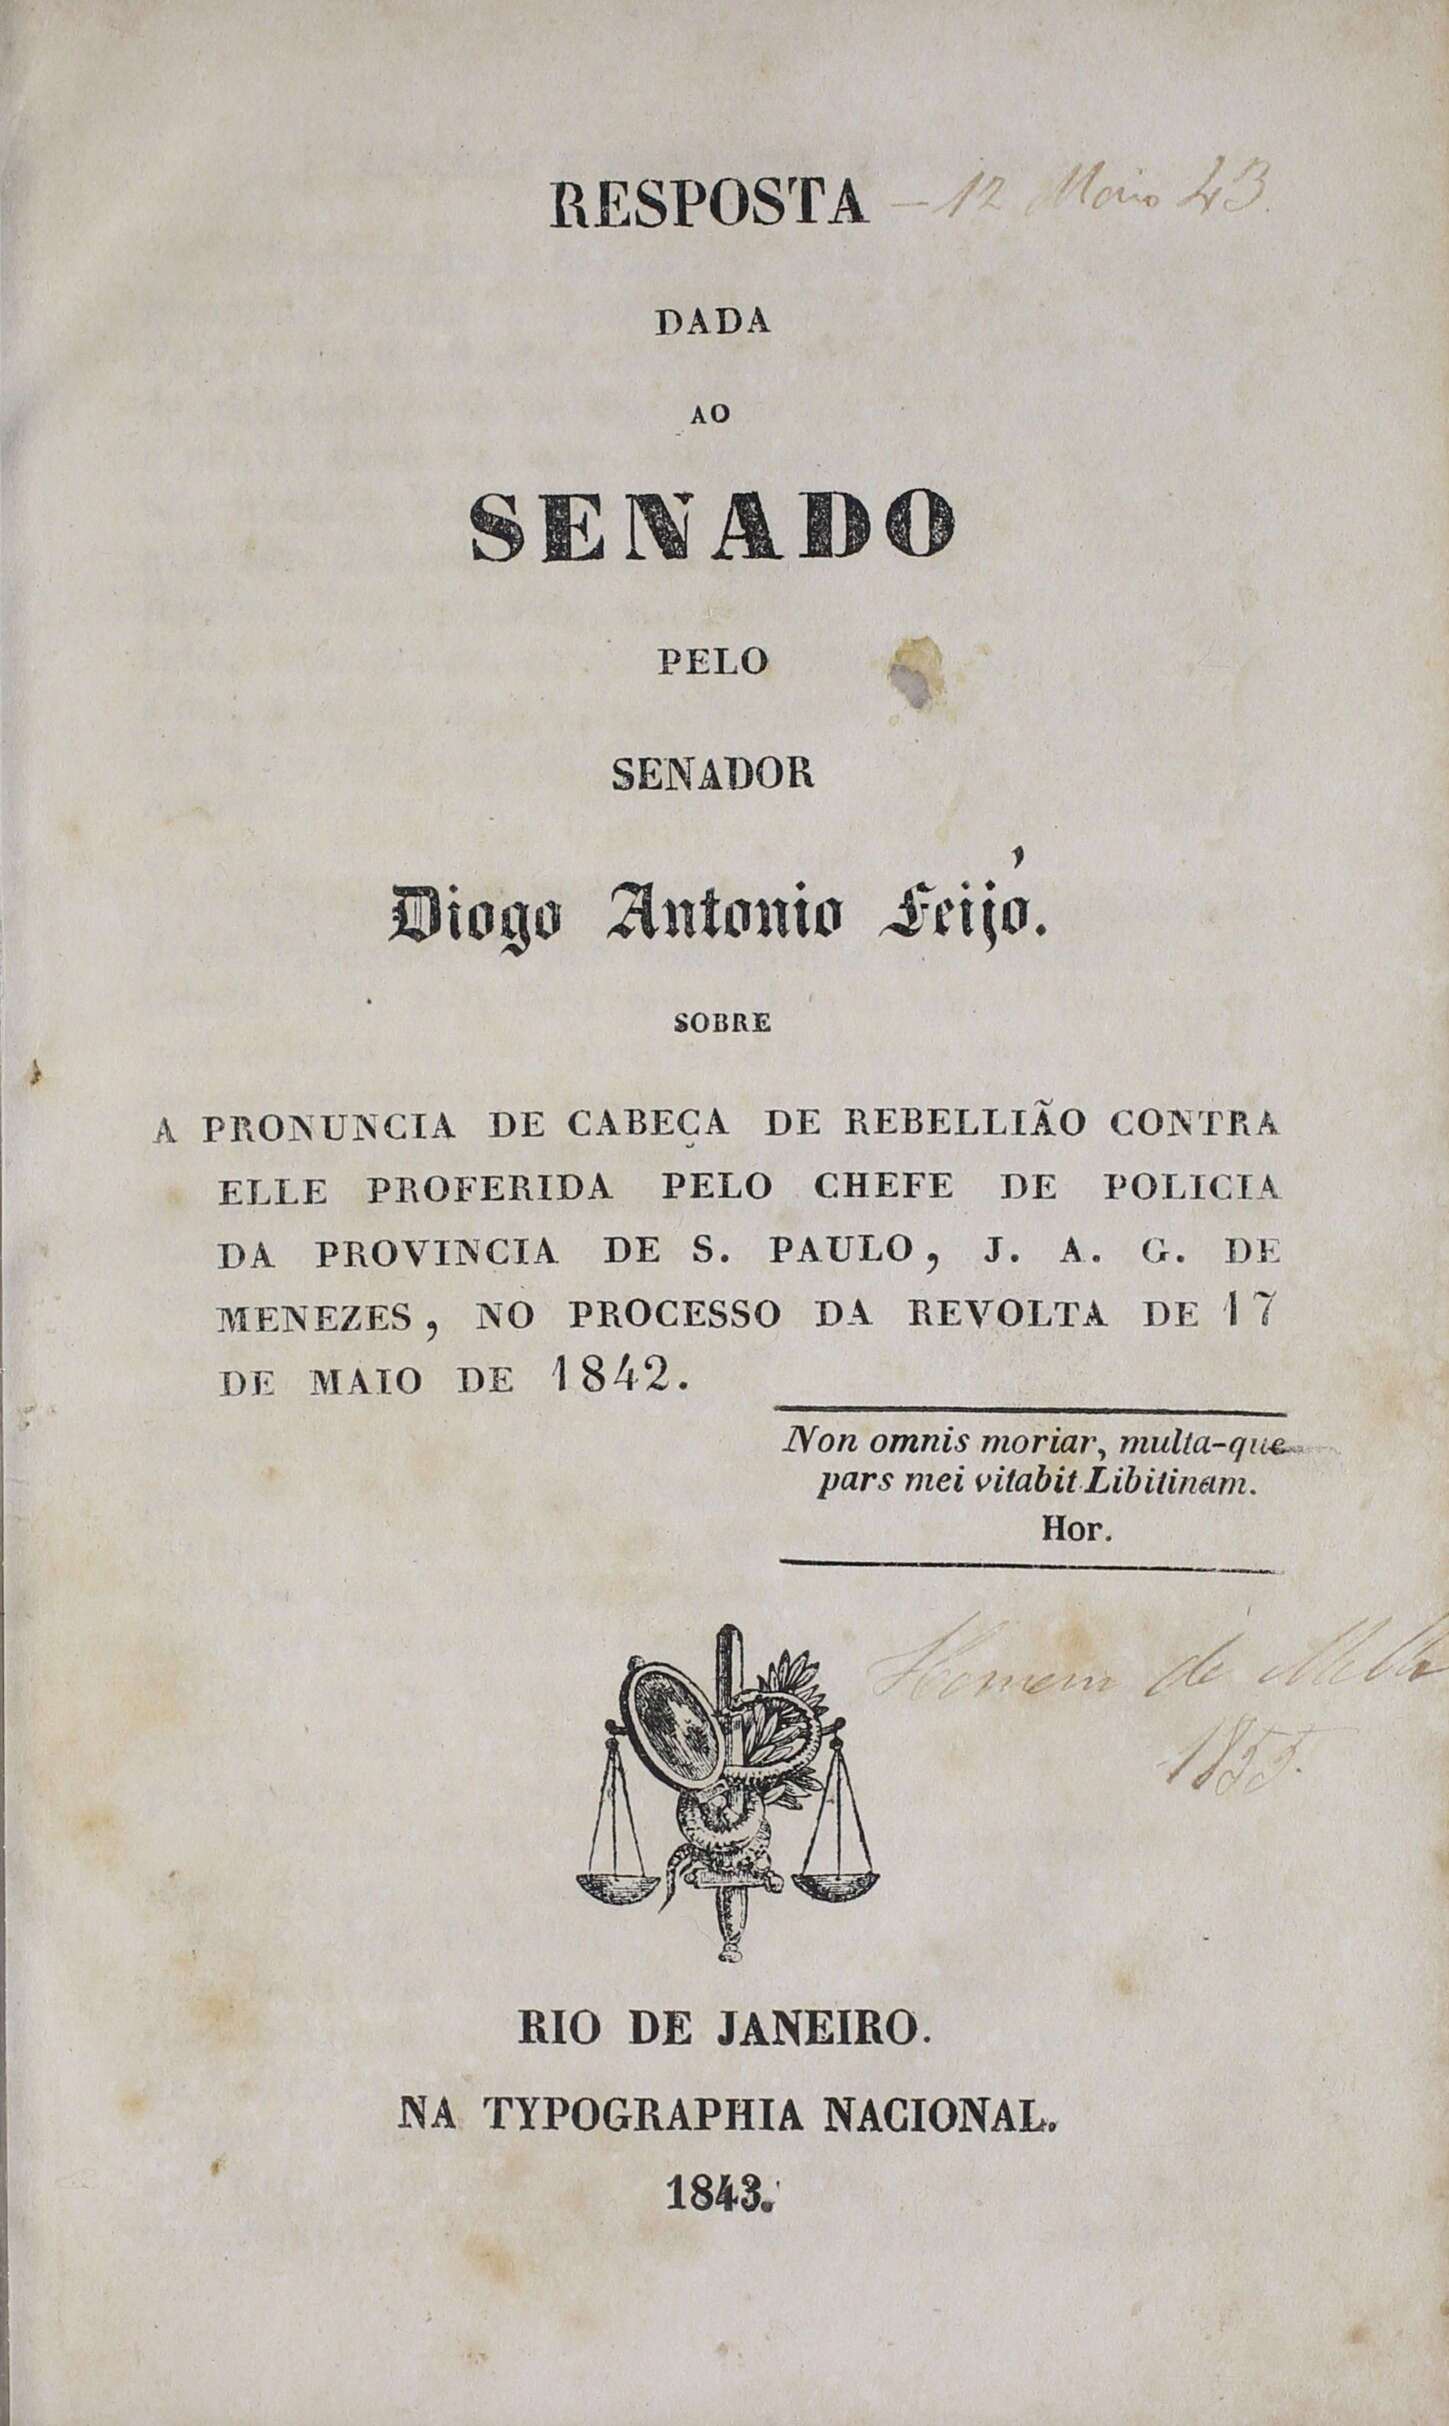 RESPOSTA – 12 Maio 43.
DADA
AO
SENADO
PELO
SENADOR
Diogo Antonio Feijó.
SOBRE
A PRONUNCIA DE CABEÇA DE REBELLIÃO CONTRA
ELLE PROFERIDA PELO CHEFE DE POLICIA
DA PROVINCIA DE S. PAULO, J. A. G. DE
MENEZES, NO PROCESSO DA REVOLTA DE 17
DE MAIO DE 1842.
Non omnis moriar, multa-que
pars mei vitabit Libitinam.
Hor.
Homem de Mello
1855.
RIO DE JANEIRO.
NA TYPOGRAPHIA NACIONAL.
1843.